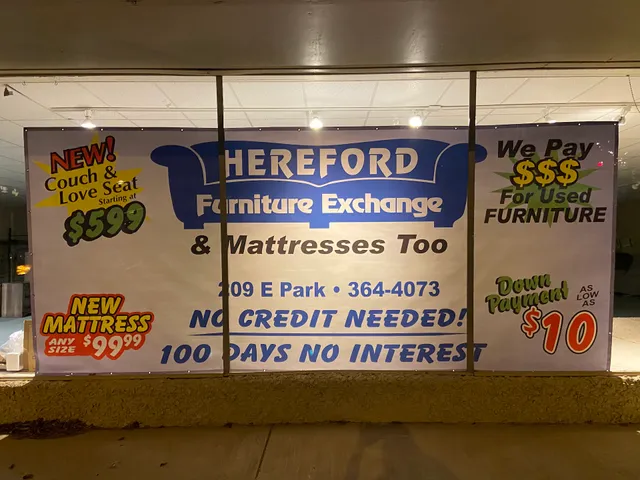 NEW!
Couch &
Love Seat
Starting at
$599
NEW
MATTRESS
ANY SIZE $99.99
HEREFORD
Furniture Exchange
& Mattresses Too
209 E Park • 364-4073
NO CREDIT NEEDED!
100 DAYS NO INTEREST
We Pay
$$$
For Used
FURNITURE
Down
Payment
AS
LOW
AS
$10